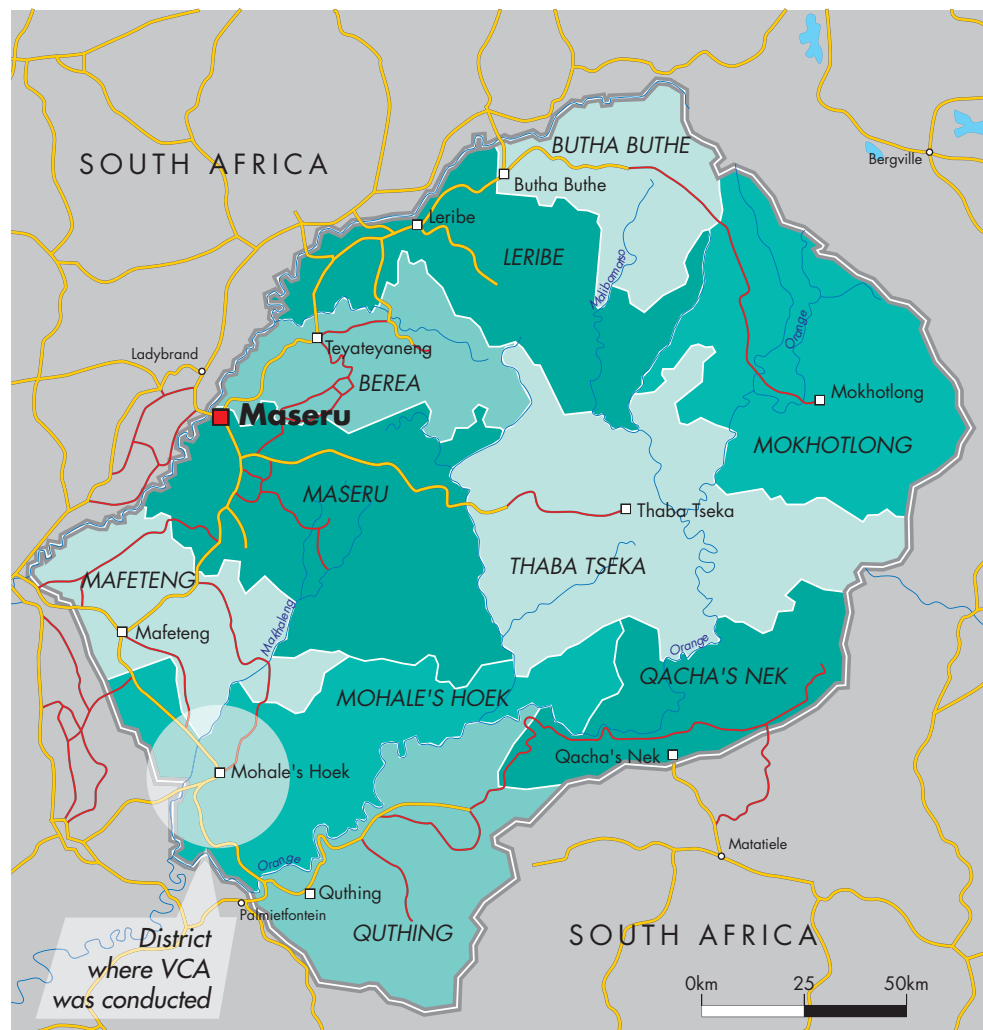 SOUTH AFRICA
BUTHA BUTHE
Bergville
Butha Buthe
Leribe
LERIBE
Malibamatso
Orange
Teyateyaneng
Ladybrand
BEREA
Mokhotlong
Maseru
MOKHOTLONG
MASERU
Thaba Tseka
THABA TSEKA
MAFETENG
Makhaleng
Mafeteng
Orange
QACHA'S NEK
MOHALE'S HOEK
Qacha's Nek
Mohale's Hoek
Matatiele
Orange
Quthing
Palmietfontein
QUTHING
SOUTH AFRICA
District
where VCA
was conducted
0km 25 50km